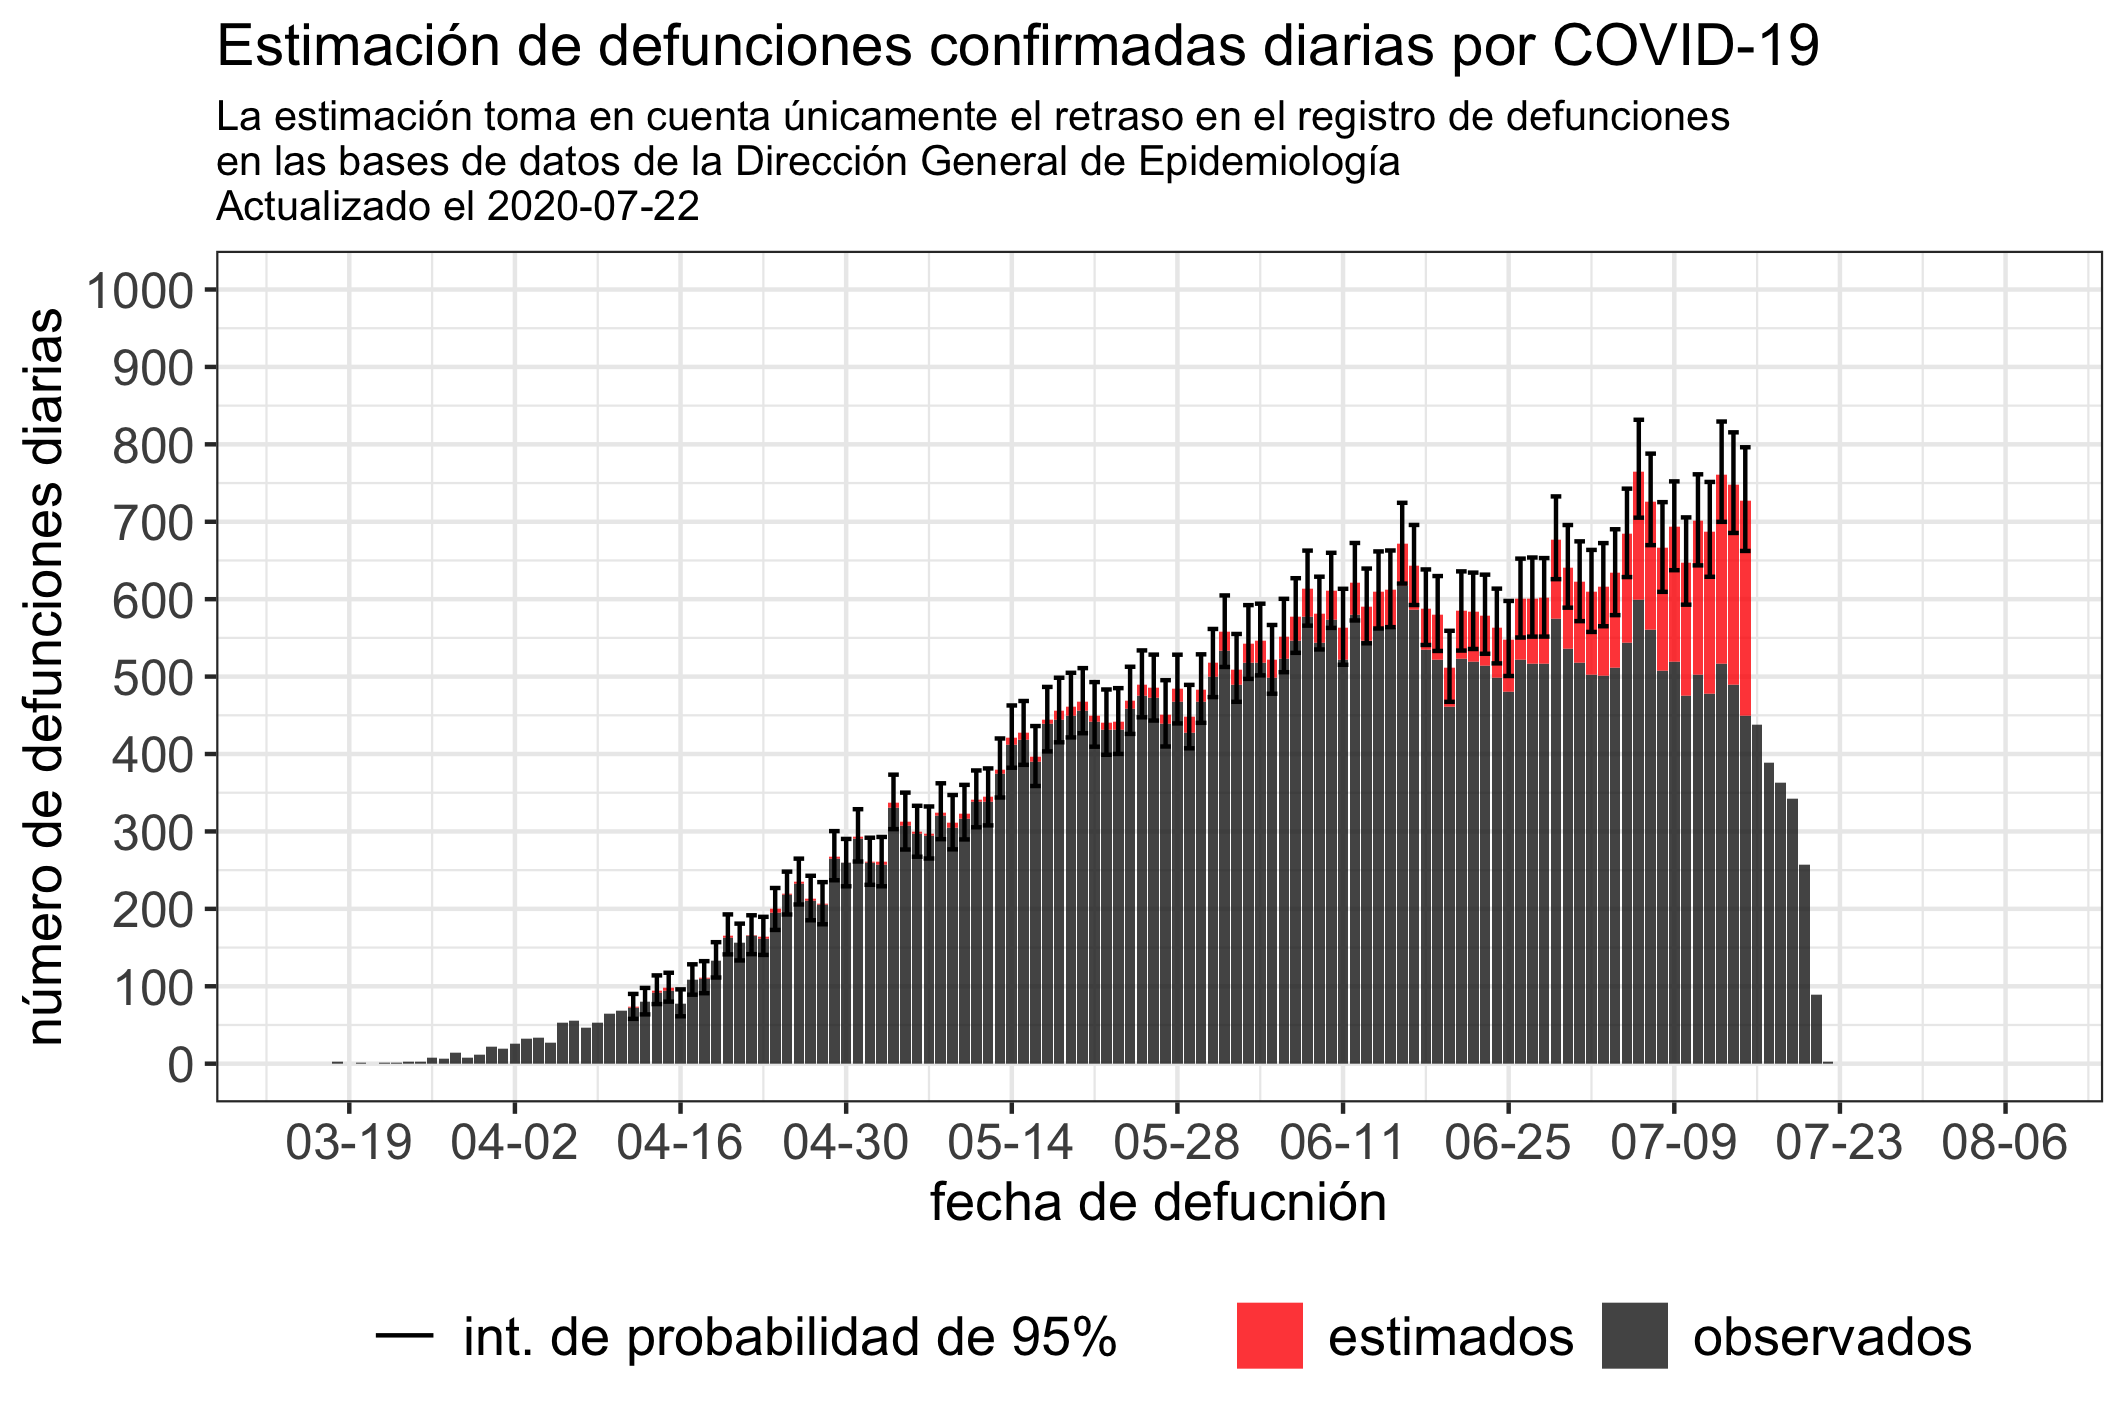 Estimación de defunciones confirmadas diarias por COVID-19
La estimación toma en cuenta únicamente el retraso en el registro de defunciones
en las bases de datos de la Dirección General de Epidemiología
Actualizado el 2020-07-22
número de defunciones diarias
1000
900
800
700
600
500
400
300
200
100
0
03-19 04-02 04-16 04-30 05-14 05-28 06-11 06-25 07-09 07-23 08-06
fecha de defucnión
int. de probabilidad de 95% estimados observados